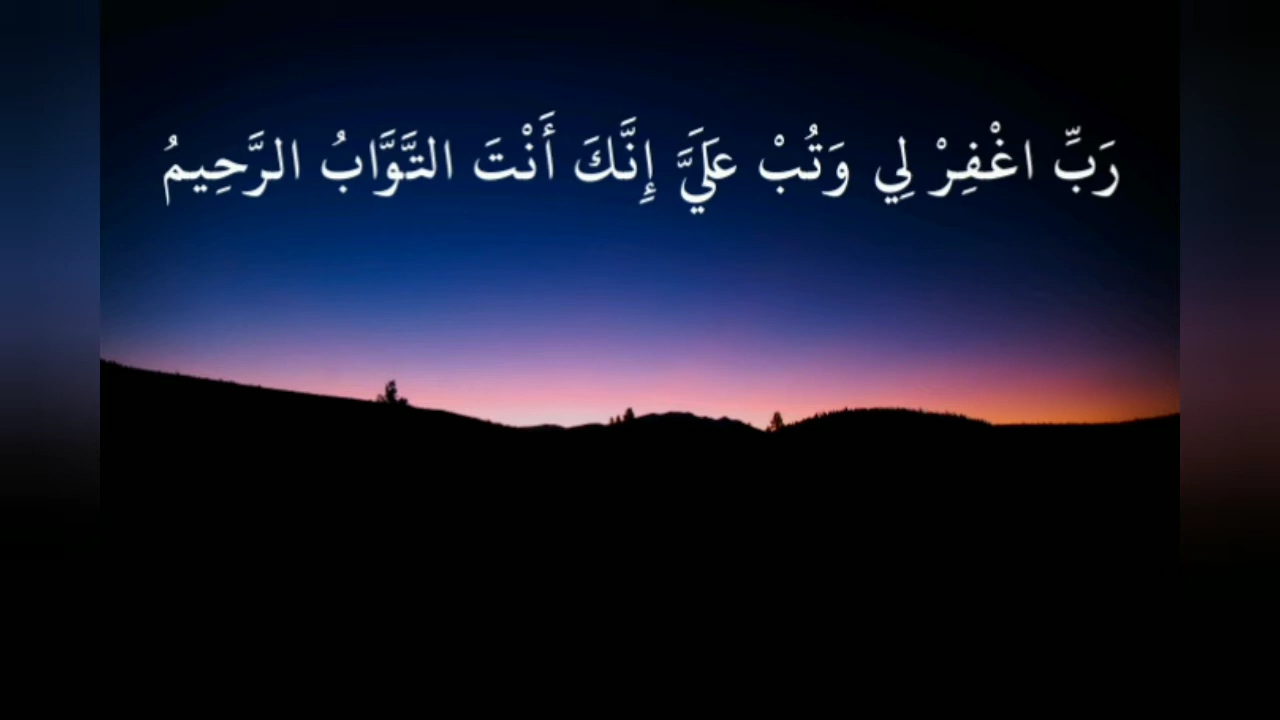 رَبِّ اغْفِرْ لِي وَتُبْ عَلَيَّ إِنَّكَ أَنْتَ التَّوَّابُ الرَّحِيمُ